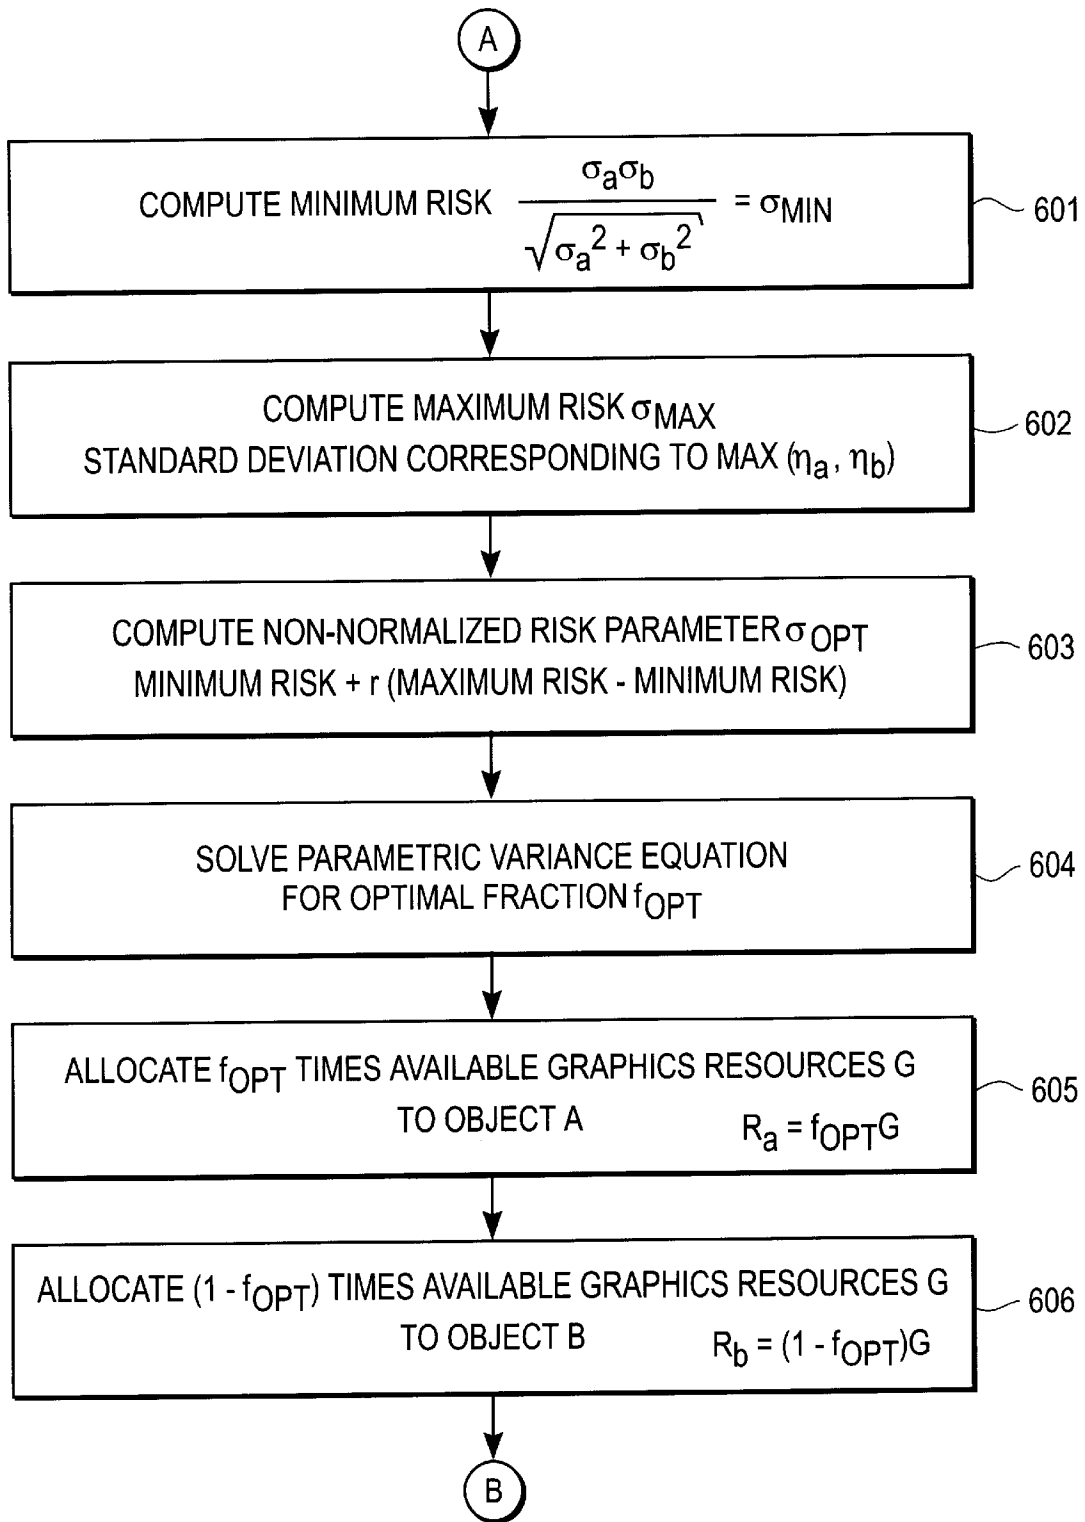 A
COMPUTE MINIMUM RISK σaσb / √(σa² + σb²) = σMIN
601
COMPUTE MAXIMUM RISK σMAX
STANDARD DEVIATION CORRESPONDING TO MAX (ηa, ηb)
602
COMPUTE NON-NORMALIZED RISK PARAMETER σOPT
MINIMUM RISK + r (MAXIMUM RISK - MINIMUM RISK)
603
SOLVE PARAMETRIC VARIANCE EQUATION
FOR OPTIMAL FRACTION fOPT
604
ALLOCATE fOPT TIMES AVAILABLE GRAPHICS RESOURCES G
TO OBJECT A Ra = fOPTG
605
ALLOCATE (1 - fOPT) TIMES AVAILABLE GRAPHICS RESOURCES G
TO OBJECT B Rb = (1 - fOPT)G
606
B